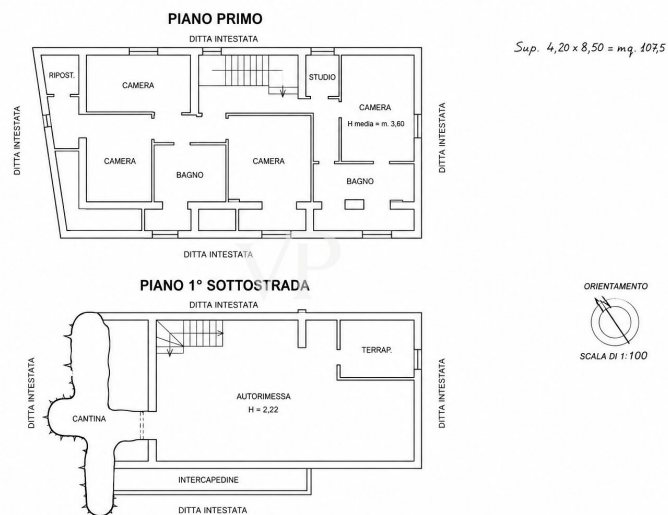 PIANO PRIMO
DITTA INTESTATA
Sup. 4,20 x 8,50 = mq. 107,5
RIPOST.
CAMERA
STUDIO
CAMERA
H media = m. 3,60
DITTA INTESTATA
DITTA INTESTATA
CAMERA
BAGNO
CAMERA
BAGNO
DITTA INTESTATA
VP
PIANO 1° SOTTOSTRADA
DITTA INTESTATA
ORIENTAMENTO
N
SCALA DI 1:100
TERRAP.
DITTA INTESTATA
DITTA INTESTATA
AUTORIMESSA
H = 2,22
CANTINA
INTERCAPEDINE
DITTA INTESTATA